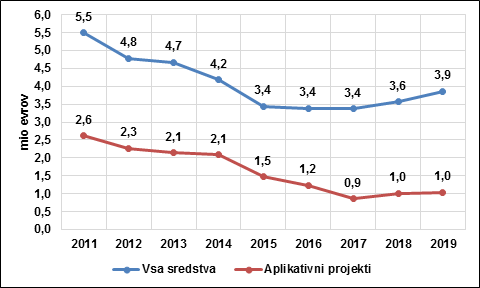 6,0
5,5
5,0
4,5
4,0
3,5
3,0
2,5
2,0
1,5
1,0
0,5
0,0
mio evrov
5,5 4,8 4,7 4,2 3,4 3,4 3,4 3,6 3,9
2,6 2,3 2,1 2,1 1,5 1,2 0,9 1,0 1,0
2011 2012 2013 2014 2015 2016 2017 2018 2019
Vsa sredstva Aplikativni projekti